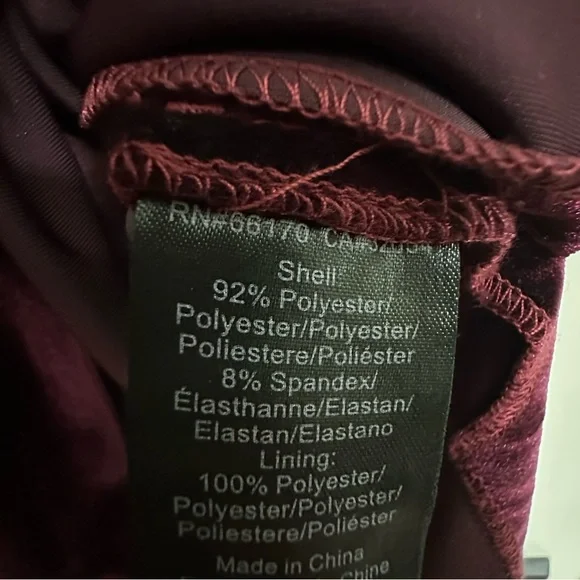 RN#66170
Shell:
92% Polyester/
Polyester/Polyester/
Poliestere/Poliéster
8% Spandex/
Élasthanne/Elastan/
Elastan/Elastano
Lining:
100% Polyester/
Polyester/Polyester/
Poliestere/Poliéster
Made in China
Chine